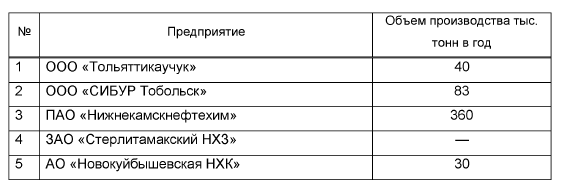 № Предприятие Объем производства тыс. тонн в год
1 ООО «Тольяттикаучук» 40
2 ООО «СИБУР Тобольск» 83
3 ПАО «Нижнекамскнефтехим» 360
4 ЗАО «Стерлитамакский НХЗ» —
5 АО «Новокуйбышевская НХК» 30